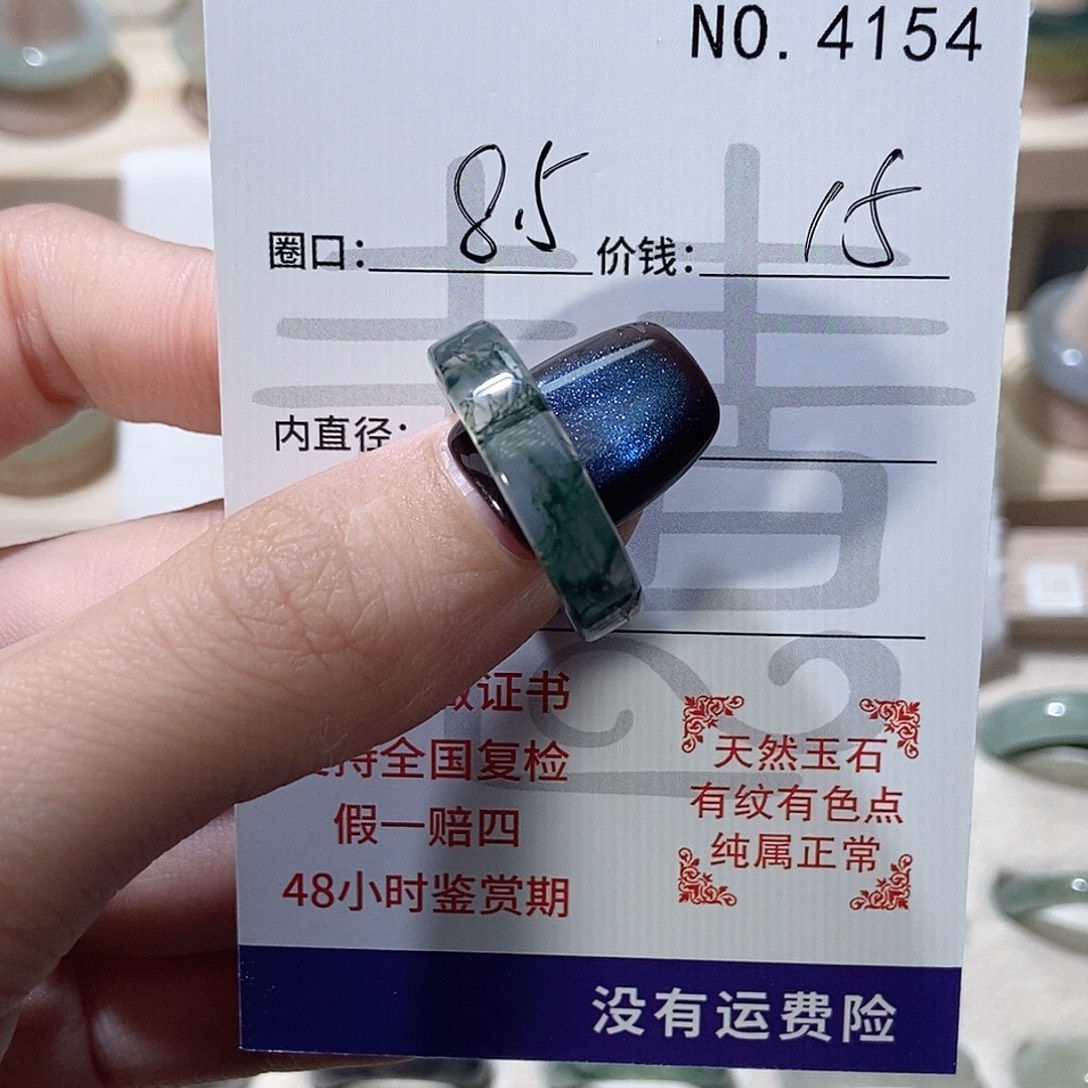 NO. 4154
圈口: 8.5 价钱: 15
内直径:
证书
持全国复检
假一赔四
48小时鉴赏期
天然玉石
有纹有色点
纯属正常
没有运费险